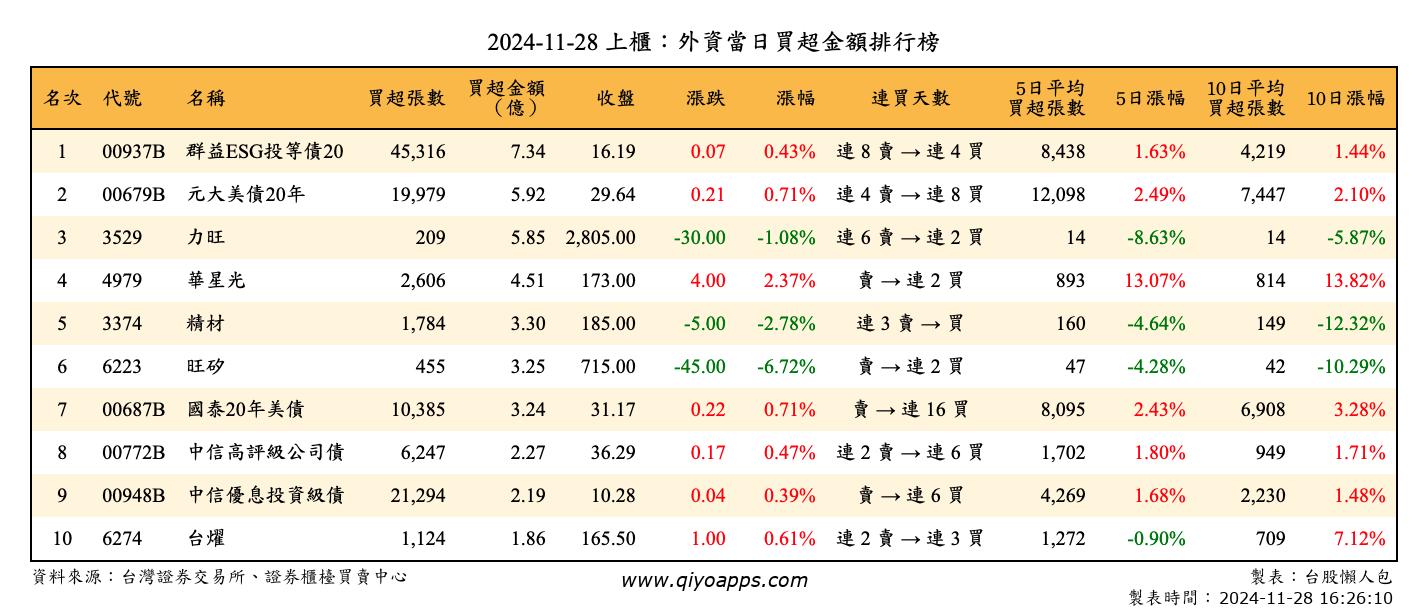 2024-11-28 上櫃：外資當日買超金額排行榜
名次 代號 名稱 買超張數 買超金額（億） 收盤 漲跌 漲幅 連買天數 5日平均買超張數 5日漲幅 10日平均買超張數 10日漲幅
1 00937B 群益ESG投等債20 45,316 7.34 16.19 0.07 0.43% 連 8 賣 → 連 4 買 8,438 1.63% 4,219 1.44%
2 00679B 元大美債20年 19,979 5.92 29.64 0.21 0.71% 連 4 賣 → 連 8 買 12,098 2.49% 7,447 2.10%
3 3529 力旺 209 5.85 2,805.00 -30.00 -1.08% 連 6 賣 → 連 2 買 14 -8.63% 14 -5.87%
4 4979 華星光 2,606 4.51 173.00 4.00 2.37% 賣 → 連 2 買 893 13.07% 814 13.82%
5 3374 精材 1,784 3.30 185.00 -5.00 -2.78% 連 3 賣 → 買 160 -4.64% 149 -12.32%
6 6223 旺矽 455 3.25 715.00 -45.00 -6.72% 賣 → 連 2 買 47 -4.28% 42 -10.29%
7 00687B 國泰20年美債 10,385 3.24 31.17 0.22 0.71% 賣 → 連 16 買 8,095 2.43% 6,908 3.28%
8 00772B 中信高評級公司債 6,247 2.27 36.29 0.17 0.47% 連 2 賣 → 連 6 買 1,702 1.80% 949 1.71%
9 00948B 中信優息投資級債 21,294 2.19 10.28 0.04 0.39% 賣 → 連 6 買 4,269 1.68% 2,230 1.48%
10 6274 台燿 1,124 1.86 165.50 1.00 0.61% 連 2 賣 → 連 3 買 1,272 -0.90% 709 7.12%
資料來源：台灣證券交易所、證券櫃檯買賣中心 www.qiyoapps.com 製表：台股懶人包
製表時間：2024-11-28 16:26:10